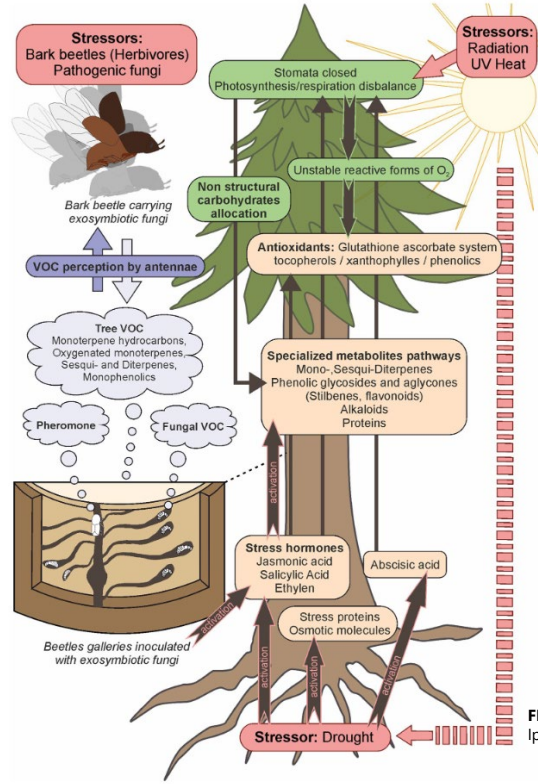 Stressors:
Bark beetles (Herbivores)
Pathogenic fungi
Stressors:
Radiation
UV Heat
Stomata closed
Photosynthesis/respiration disbalance
Unstable reactive forms of O₂
Bark beetle carrying
exosymbiotic fungi
Non structural
carbohydrates
allocation
Antioxidants: Glutathione ascorbate system
tocopherols / xanthophylles / phenolics
VOC perception by antennae
Tree VOC
Monoterpene hydrocarbons,
Oxygenated monoterpenes,
Sesqui- and Diterpenes,
Monophenolics
Specialized metabolites pathways
Mono-,Sesqui-Diterpenes
Phenolic glycosides and aglycones
(Stilbenes, flavonoids)
Alkaloids
Proteins
Pheromone
Fungal VOC
activation
Stress hormones
Jasmonic acid
Salicylic Acid
Ethylen
Abscisic acid
Stress proteins
Osmotic molecules
activation
Beetles galleries inoculated
with exosymbiotic fungi
activation
activation
activation
Stressor: Drought
FI
Ip